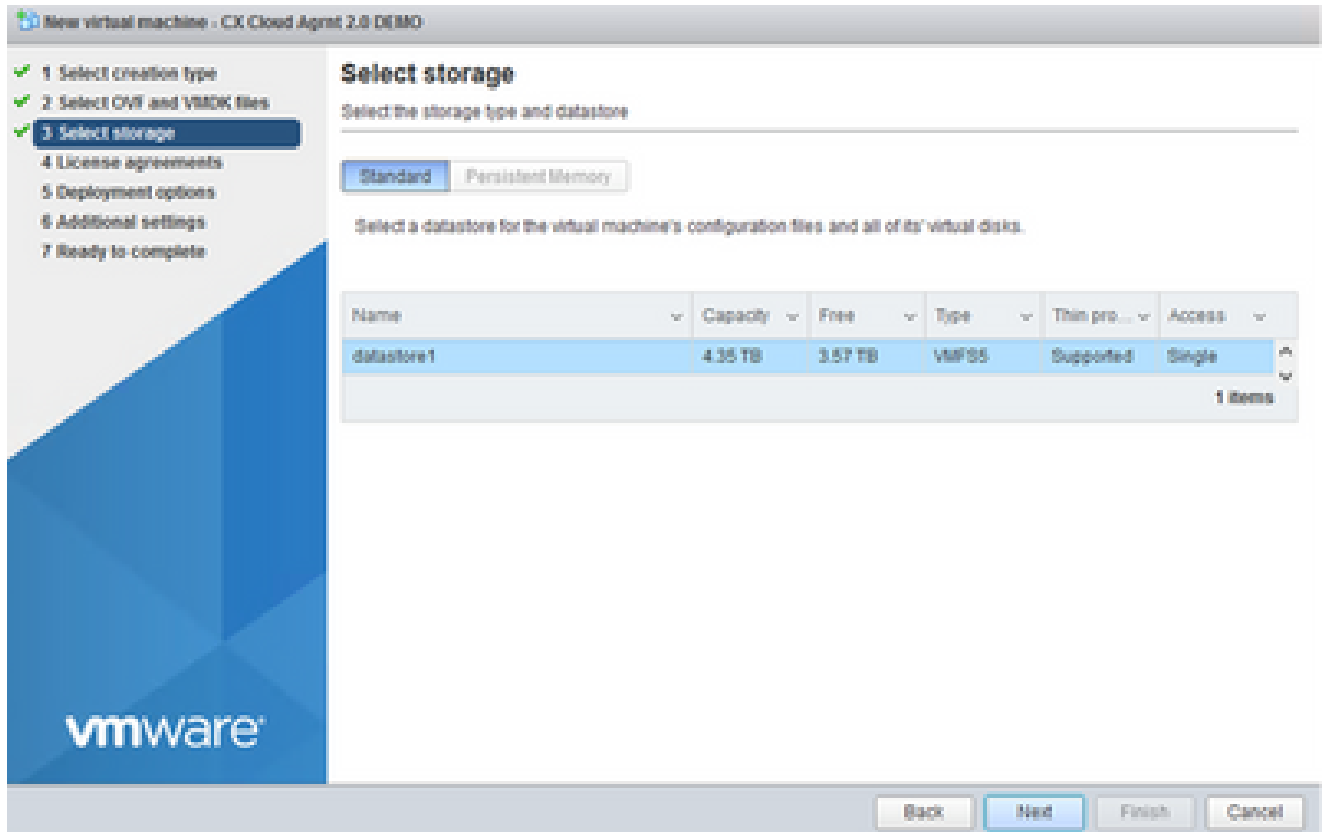 New virtual machine - CX Cloud Agrnt 2.0 DEMO
1 Select creation type
2 Select OVF and VMDK files
3 Select storage
4 License agreements
5 Deployment options
6 Additional settings
7 Ready to complete
vmware
Select storage
Select the storage type and datastore
Standard Persistent Memory
Select a datastore for the virtual machine's configuration files and all of its' virtual disks.
Name Capacity Free Type Thin pro... Access
datastore1 4.35 TB 3.57 TB VMFS5 Supported Single
1 items
Back Next Finish Cancel